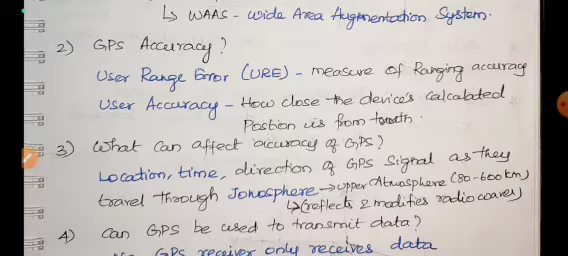 ↳ WAAS - Wide Area Augmentation System.
2) GPS Accuracy?
User Range Error (URE) - measure of Ranging accuracy
User Accuracy - How close the device's calculated
Position is from truth.
3) What can affect accuracy of GPS?
Location, time, direction of GPS signal as they
travel through Ionosphere → upper Atmosphere (80-600km)
↳ (reflects & modifies radio waves)
4) Can GPS be used to transmit data?
GPS receiver only receives data